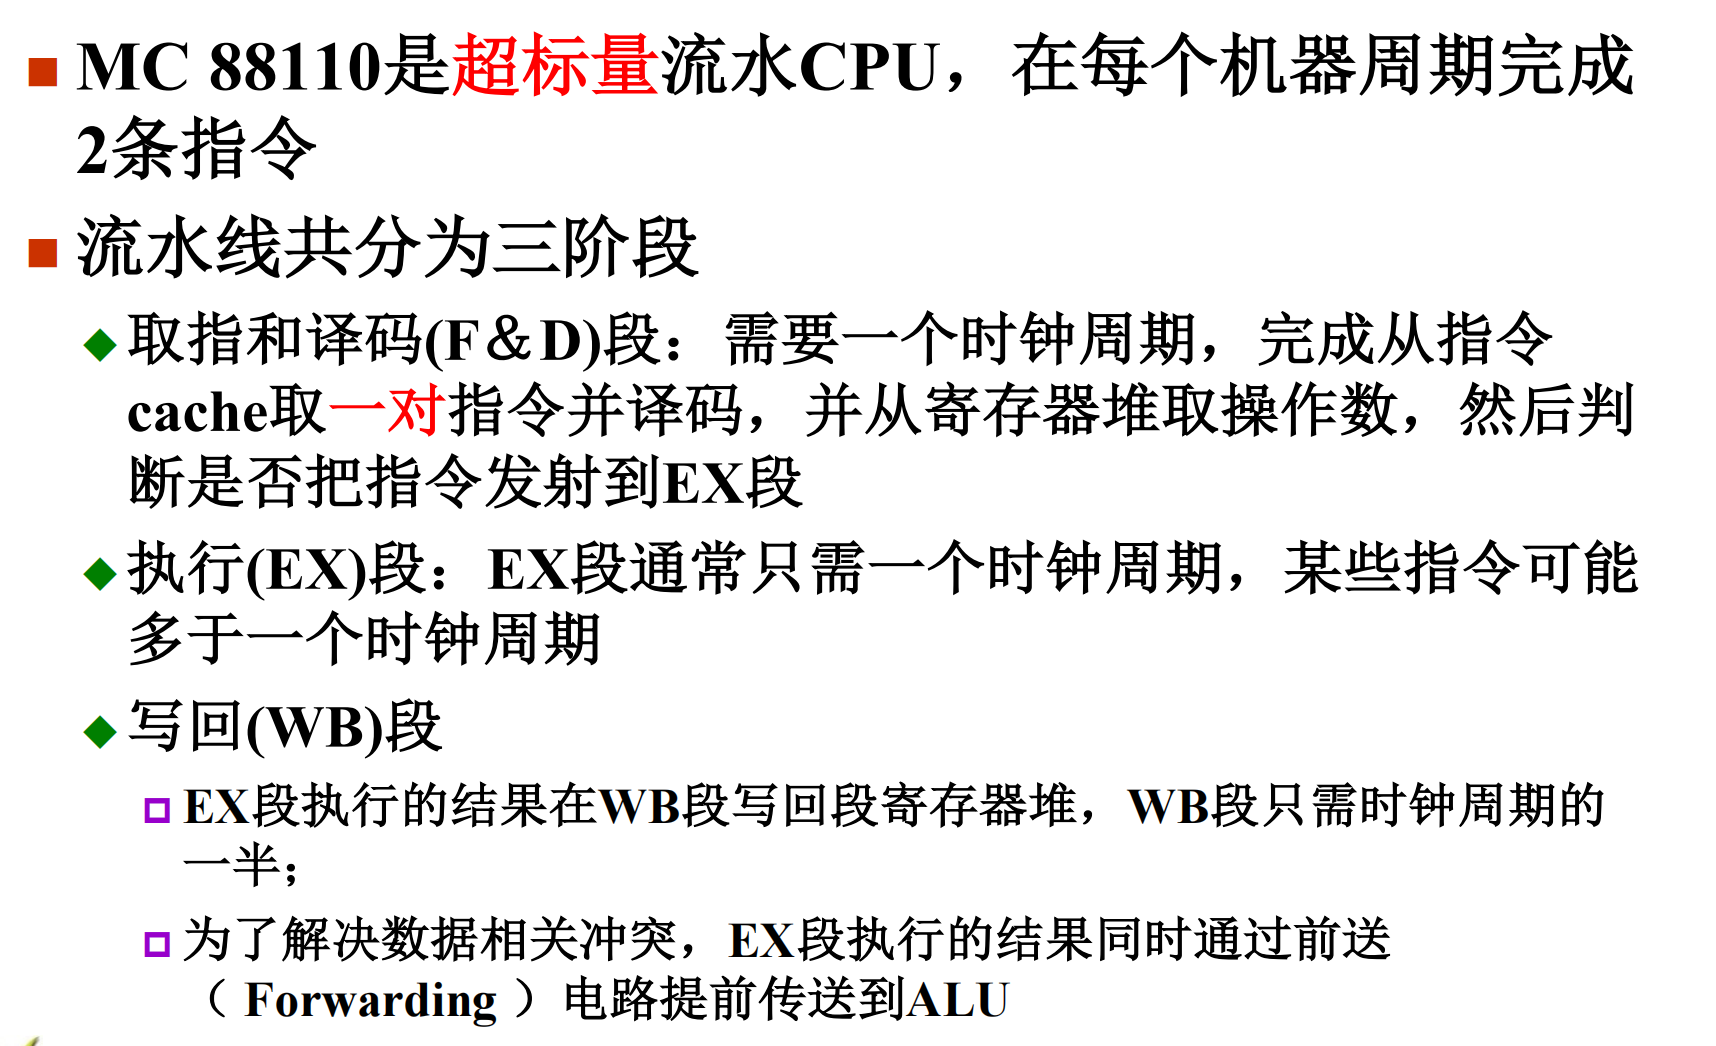 MC 88110是超标量流水CPU，在每个机器周期完成
2条指令
流水线共分为三阶段
取指和译码(F＆D)段：需要一个时钟周期，完成从指令
cache取一对指令并译码，并从寄存器堆取操作数，然后判
断是否把指令发射到EX段
执行(EX)段：EX段通常只需一个时钟周期，某些指令可能
多于一个时钟周期
写回(WB)段
EX段执行的结果在WB段写回段寄存器堆，WB段只需时钟周期的
一半；
为了解决数据相关冲突，EX段执行的结果同时通过前送
（ Forwarding ）电路提前传送到ALU